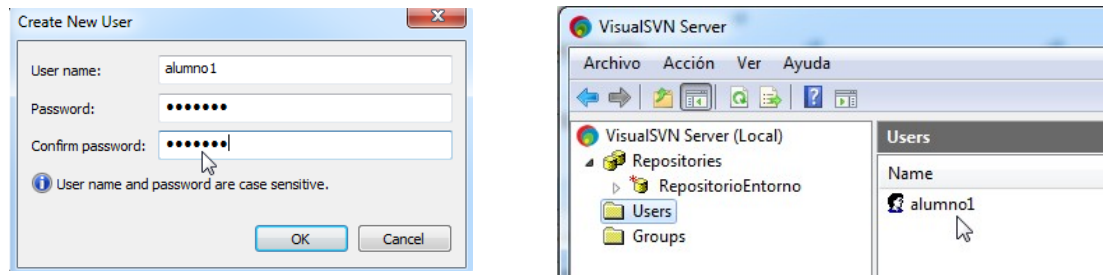 Create New User
User name: alumno1
Password: •••••••
Confirm password: •••••••
User name and password are case sensitive.
OK Cancel
VisualSVN Server
Archivo Acción Ver Ayuda
VisualSVN Server (Local)
Repositories
RepositorioEntorno
Users
Groups
Users
Name
alumno1